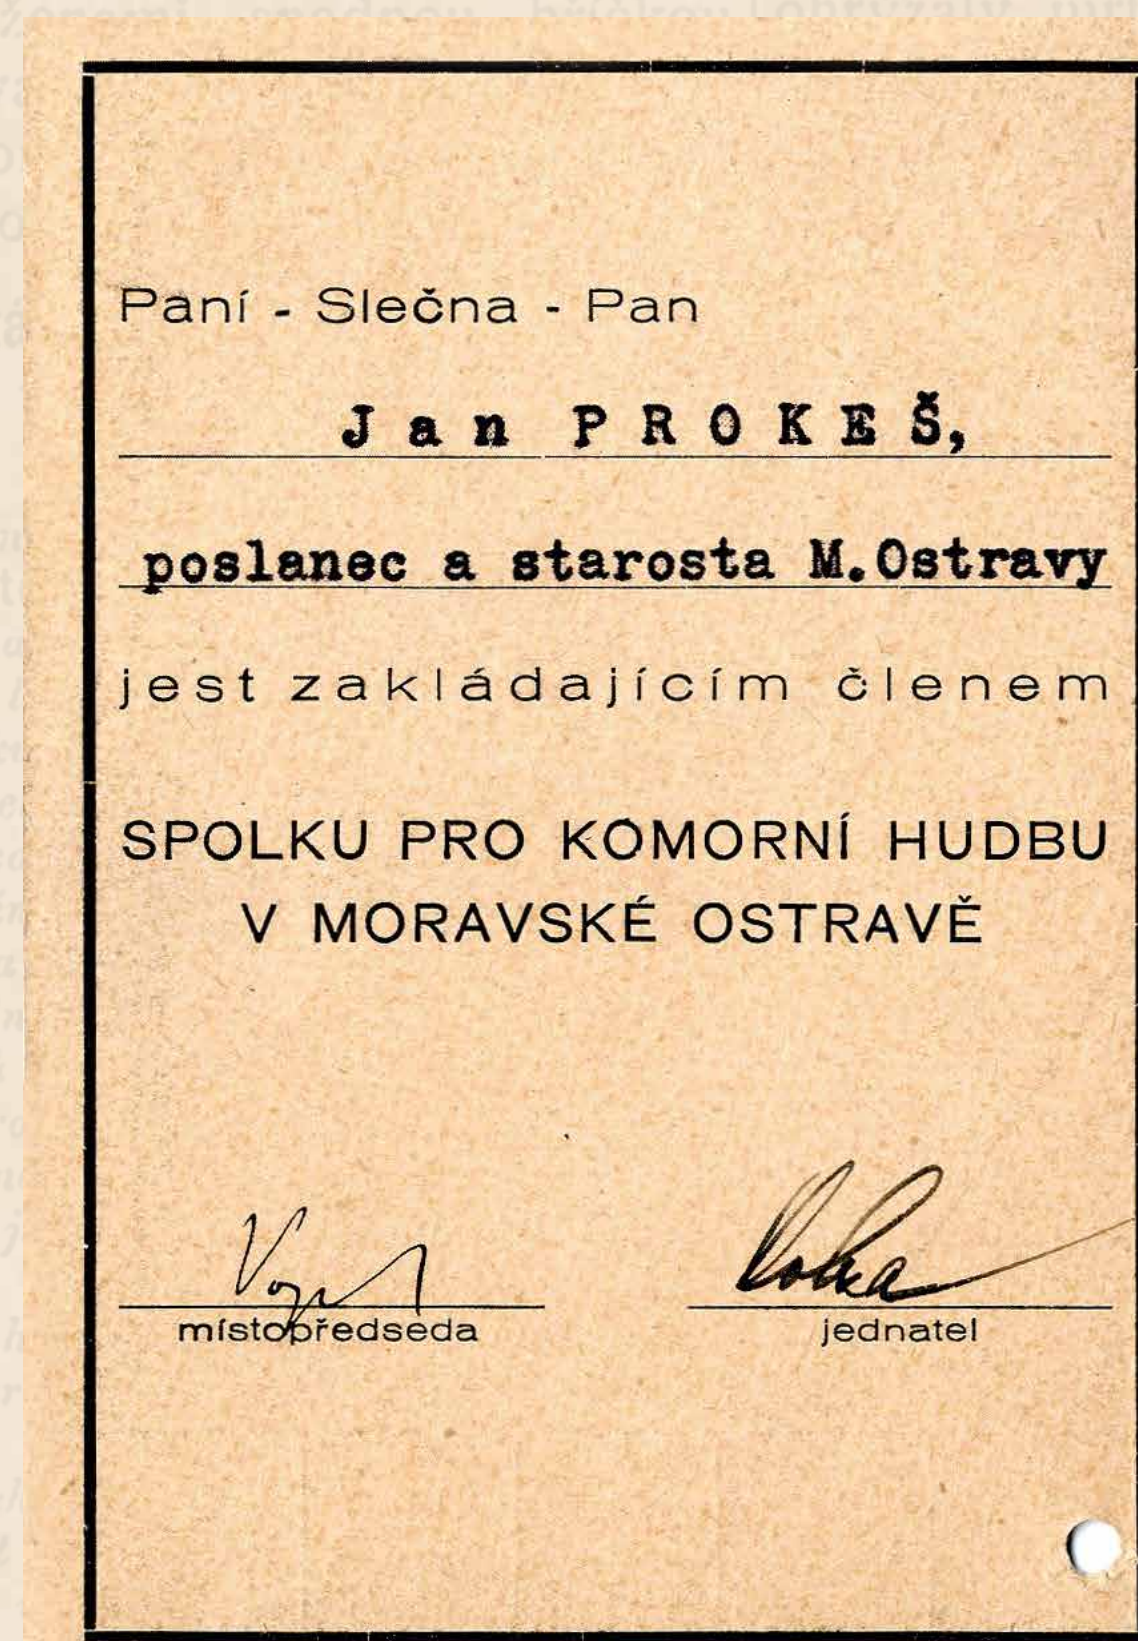 Paní - Slečna - Pan
Jan PROKEŠ,
poslanec a starosta M.Ostravy
jest zakládajícím členem
SPOLKU PRO KOMORNÍ HUDBU
V MORAVSKÉ OSTRAVĚ
místopředseda jednatel